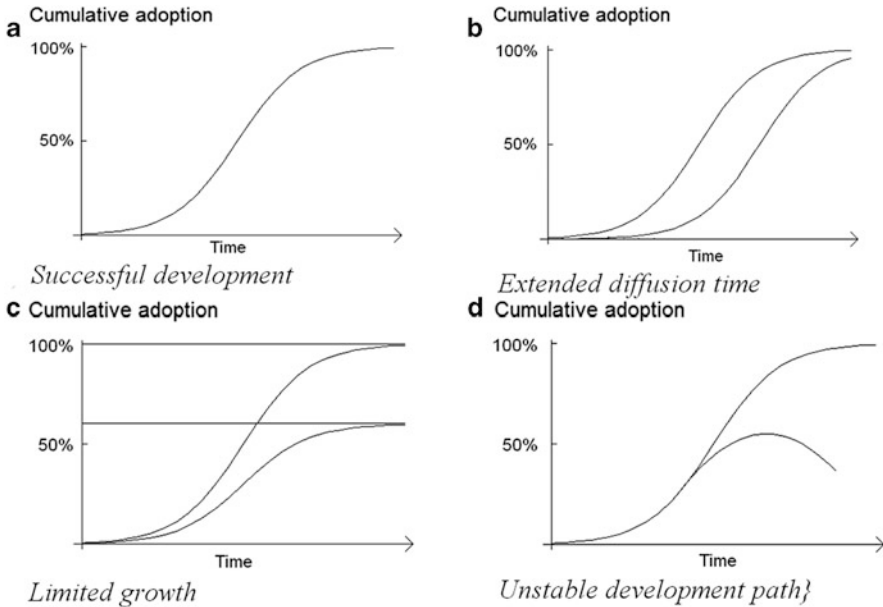 a Cumulative adoption
100%
50%
Time
Successful development
b Cumulative adoption
100%
50%
Time
Extended diffusion time
c Cumulative adoption
100%
50%
Time
Limited growth
d Cumulative adoption
100%
50%
Time
Unstable development path}